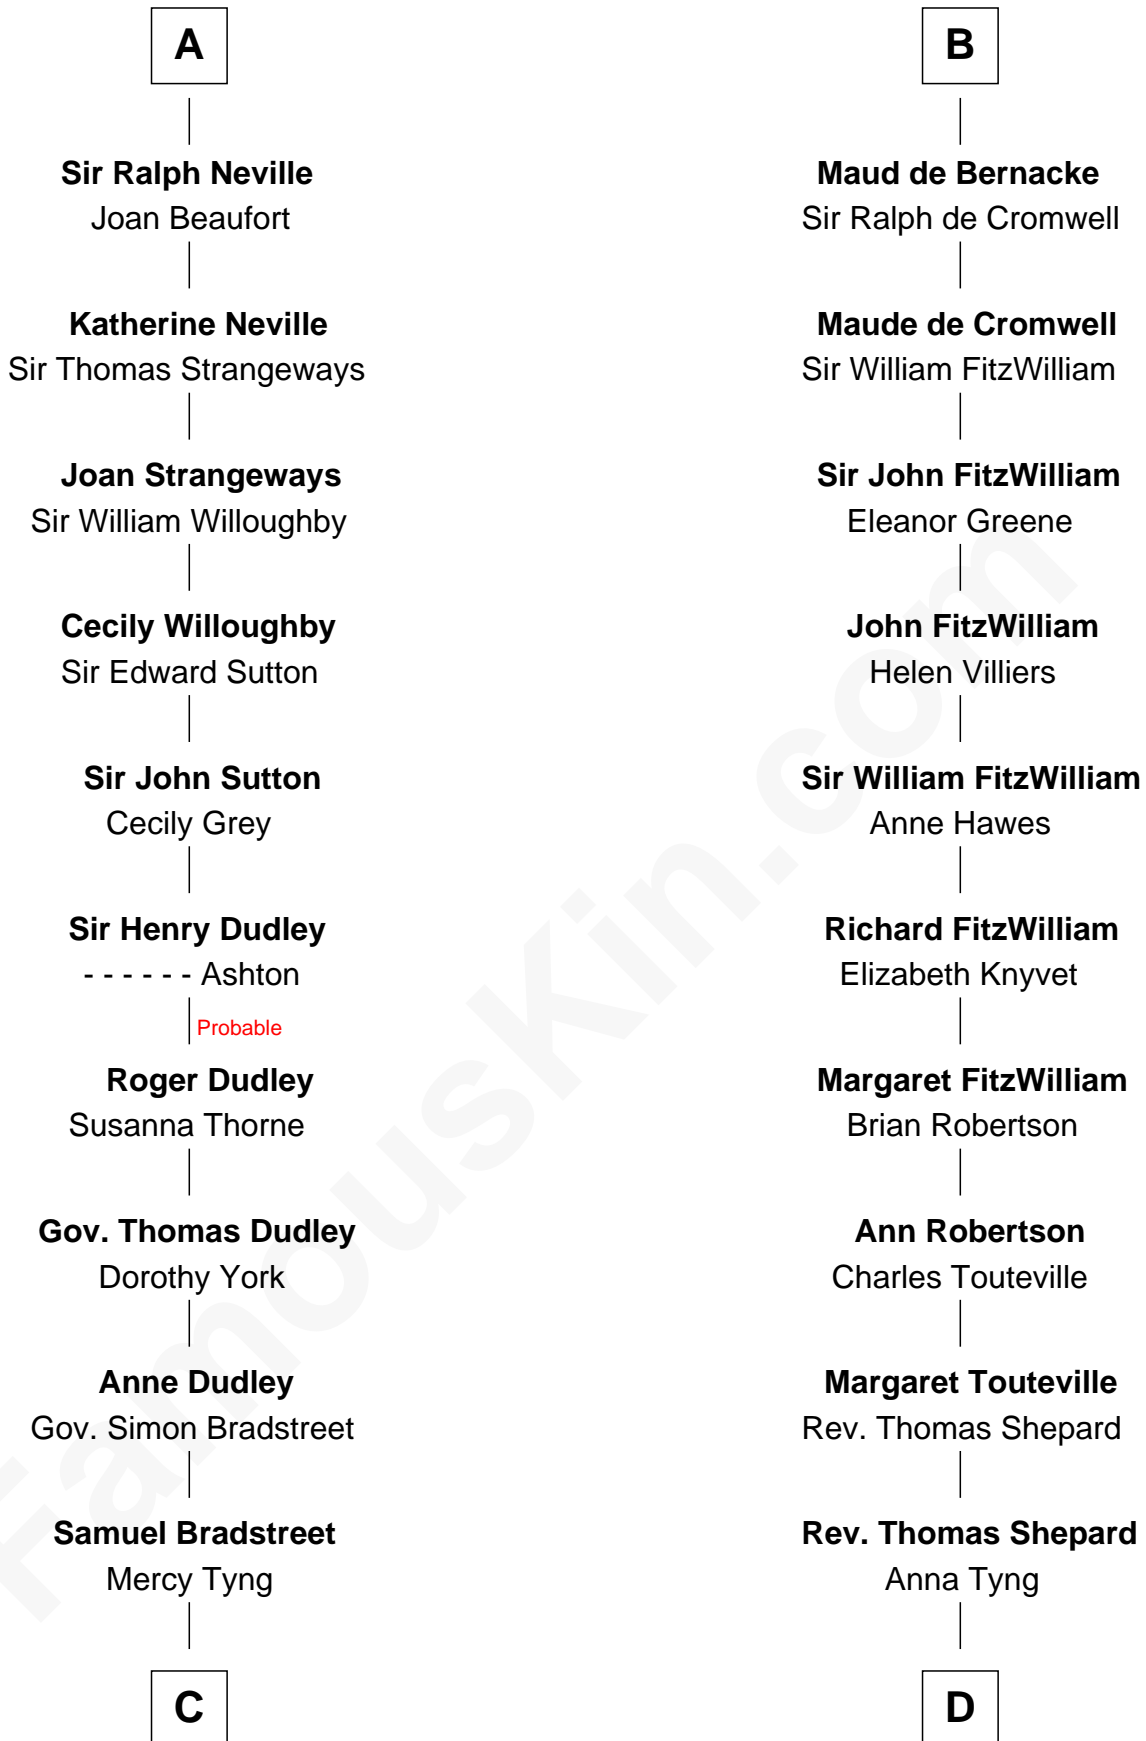 A
Sir Ralph Neville
Joan Beaufort
Katherine Neville
Sir Thomas Strangeways
Joan Strangeways
Sir William Willoughby
Cecily Willoughby
Sir Edward Sutton
Sir John Sutton
Cecily Grey
Sir Henry Dudley
- - - - - - Ashton
Probable
Roger Dudley
Susanna Thorne
Gov. Thomas Dudley
Dorothy York
Anne Dudley
Gov. Simon Bradstreet
Samuel Bradstreet
Mercy Tyng
C
B
Maud de Bernacke
Sir Ralph de Cromwell
Maude de Cromwell
Sir William FitzWilliam
Sir John FitzWilliam
Eleanor Greene
John FitzWilliam
Helen Villiers
Sir William FitzWilliam
Anne Hawes
Richard FitzWilliam
Elizabeth Knyvet
Margaret FitzWilliam
Brian Robertson
Ann Robertson
Charles Touteville
Margaret Touteville
Rev. Thomas Shepard
Rev. Thomas Shepard
Anna Tyng
D
FamousKin.com